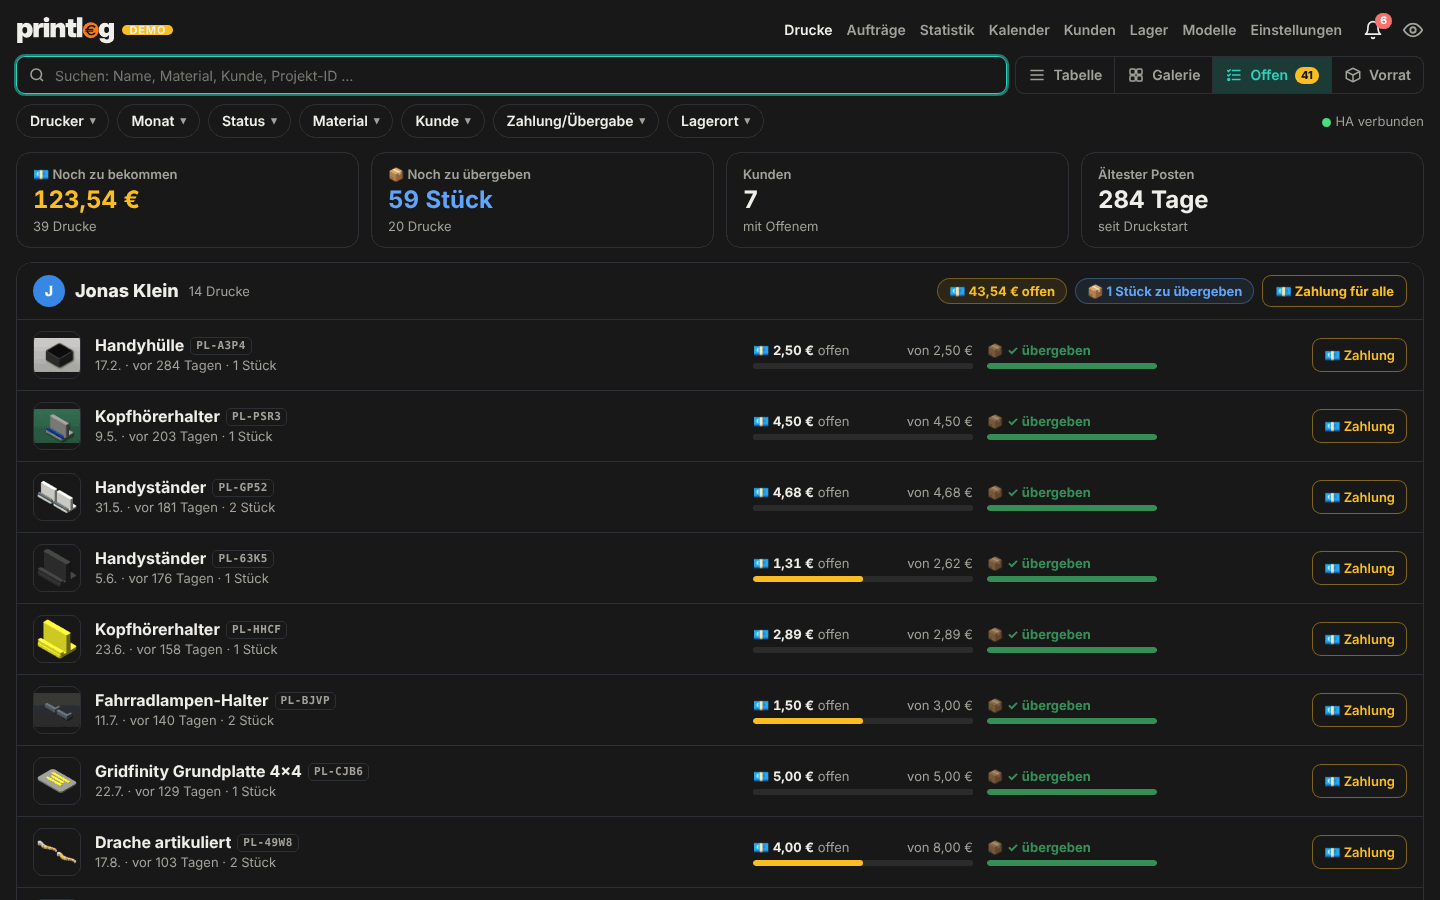 printlog DEMO
Drucke Aufträge Statistik Kalender Kunden Lager Modelle Einstellungen 6
Suchen: Name, Material, Kunde, Projekt-ID ...
Tabelle Galerie Offen 41 Vorrat
Drucker ▾ Monat ▾ Status ▾ Material ▾ Kunde ▾ Zahlung/Übergabe ▾ Lagerort ▾ HA verbunden
Noch zu bekommen
123,54 €
39 Drucke
Noch zu übergeben
59 Stück
20 Drucke
Kunden
7
mit Offenem
Ältester Posten
284 Tage
seit Druckstart
J Jonas Klein 14 Drucke 43,54 € offen 1 Stück zu übergeben Zahlung für alle
Handyhülle PL-A3P4
17.2. · vor 284 Tagen · 1 Stück
2,50 € offen von 2,50 € ✓ übergeben Zahlung
Kopfhörerhalter PL-PSR3
9.5. · vor 203 Tagen · 1 Stück
4,50 € offen von 4,50 € ✓ übergeben Zahlung
Handyständer PL-GP52
31.5. · vor 181 Tagen · 2 Stück
4,68 € offen von 4,68 € ✓ übergeben Zahlung
Handyständer PL-63K5
5.6. · vor 176 Tagen · 1 Stück
1,31 € offen von 2,62 € ✓ übergeben Zahlung
Kopfhörerhalter PL-HHCF
23.6. · vor 158 Tagen · 1 Stück
2,89 € offen von 2,89 € ✓ übergeben Zahlung
Fahrradlampen-Halter PL-BJVP
11.7. · vor 140 Tagen · 2 Stück
1,50 € offen von 3,00 € ✓ übergeben Zahlung
Gridfinity Grundplatte 4×4 PL-CJB6
22.7. · vor 129 Tagen · 1 Stück
5,00 € offen von 5,00 € ✓ übergeben Zahlung
Drache artikuliert PL-49W8
17.8. · vor 103 Tagen · 2 Stück
4,00 € offen von 8,00 € ✓ übergeben Zahlung